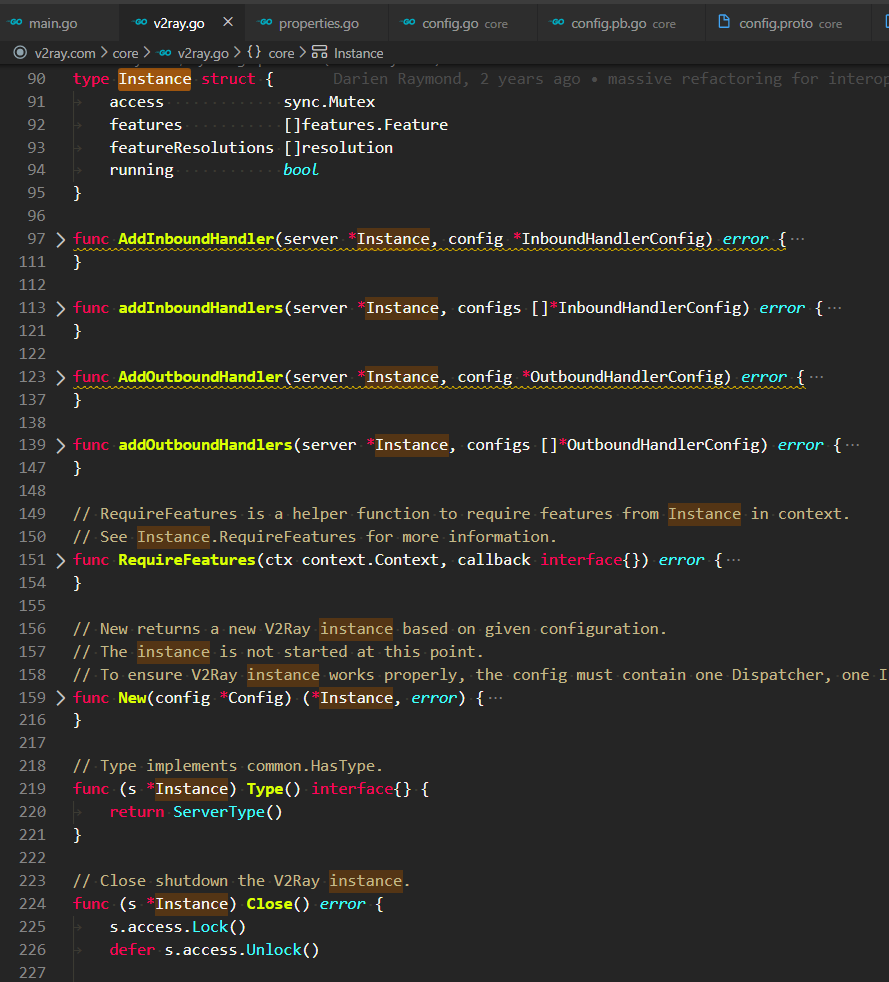 main.go v2ray.go properties.go config.go core config.pb.go core config.proto core
v2ray.com > core > v2ray.go > {} core > Instance
90 type Instance struct { Darien Raymond, 2 years ago • massive refactoring for interop
91 access sync.Mutex
92 features []features.Feature
93 featureResolutions []resolution
94 running bool
95 }
96
97 func AddInboundHandler(server *Instance, config *InboundHandlerConfig) error {…
111 }
112
113 func addInboundHandlers(server *Instance, configs []*InboundHandlerConfig) error {…
121 }
122
123 func AddOutboundHandler(server *Instance, config *OutboundHandlerConfig) error {…
137 }
138
139 func addOutboundHandlers(server *Instance, configs []*OutboundHandlerConfig) error {…
147 }
148
149 // RequireFeatures is a helper function to require features from Instance in context.
150 // See Instance.RequireFeatures for more information.
151 func RequireFeatures(ctx context.Context, callback interface{}) error {…
154 }
155
156 // New returns a new V2Ray instance based on given configuration.
157 // The instance is not started at this point.
158 // To ensure V2Ray instance works properly, the config must contain one Dispatcher, one I
159 func New(config *Config) (*Instance, error) {…
216 }
217
218 // Type implements common.HasType.
219 func (s *Instance) Type() interface{} {
220 return ServerType()
221 }
222
223 // Close shutdown the V2Ray instance.
224 func (s *Instance) Close() error {
225 s.access.Lock()
226 defer s.access.Unlock()
227